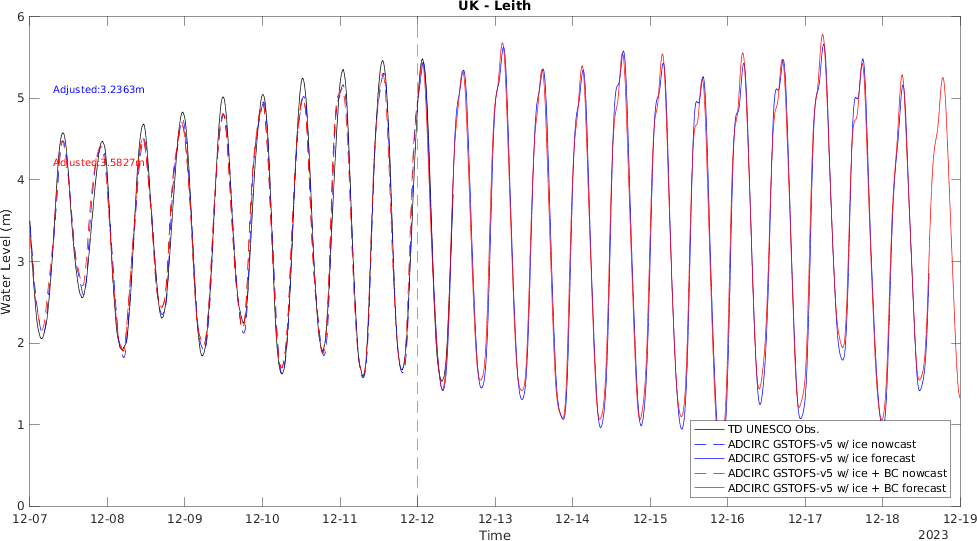 UK - Leith
6
5
4
3
2
1
0
Water Level (m)
Adjusted:3.2363m
Adjusted:3.5827m
TD UNESCO Obs.
ADCIRC GSTOFS-v5 w/ ice nowcast
ADCIRC GSTOFS-v5 w/ ice forecast
ADCIRC GSTOFS-v5 w/ ice + BC nowcast
ADCIRC GSTOFS-v5 w/ ice + BC forecast
12-07 12-08 12-09 12-10 12-11 12-12 12-13 12-14 12-15 12-16 12-17 12-18 12-19
Time
2023